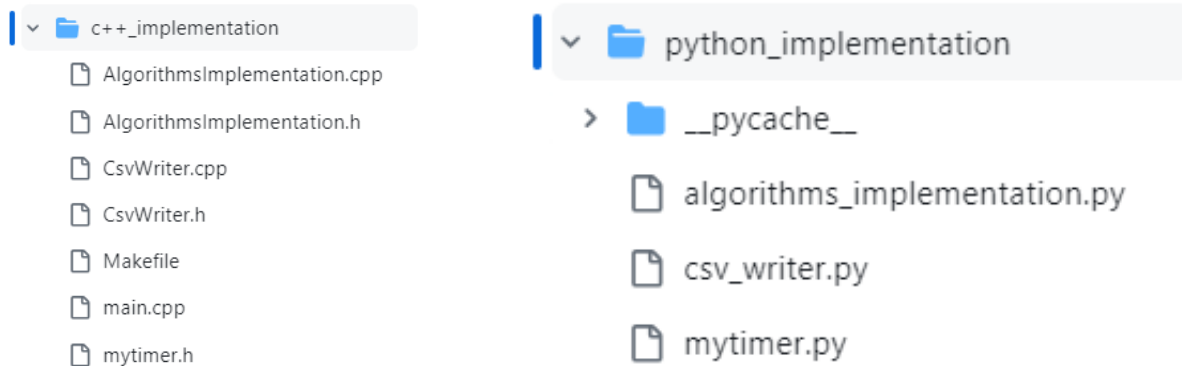 c++_implementation
AlgorithmsImplementation.cpp
AlgorithmsImplementation.h
CsvWriter.cpp
CsvWriter.h
Makefile
main.cpp
mytimer.h
python_implementation
__pycache__
algorithms_implementation.py
csv_writer.py
mytimer.py